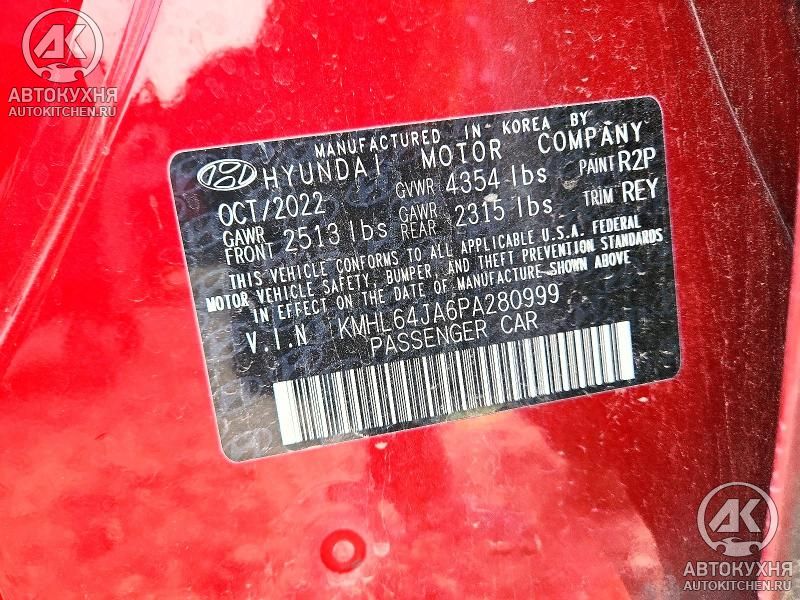 AK
АВТОКУХНЯ
AUTOKITCHEN.RU
MANUFACTURED IN KOREA BY
HYUNDAI MOTOR COMPANY
OCT/2022 GVWR 4354 lbs PAINT R2P
GAWR FRONT 2513 lbs GAWR REAR 2315 lbs TRIM REY
THIS VEHICLE CONFORMS TO ALL APPLICABLE U.S.A. FEDERAL
MOTOR VEHICLE SAFETY, BUMPER, AND THEFT PREVENTION STANDARDS
IN EFFECT ON THE DATE OF MANUFACTURE SHOWN ABOVE
V.I.N KMHL64JA6PA280999
PASSENGER CAR
AK
АВТОКУХНЯ
AUTOKITCHEN.RU